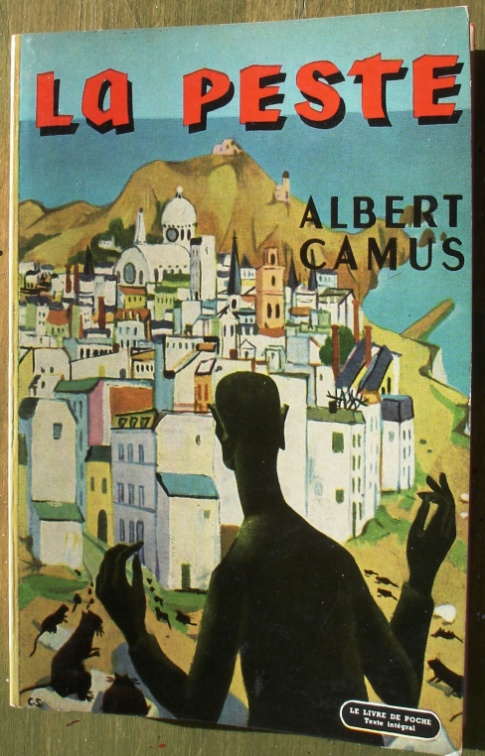 La PESTE
ALBERT
CAMUS
C.S
LE LIVRE DE POCHE
Texte intégral